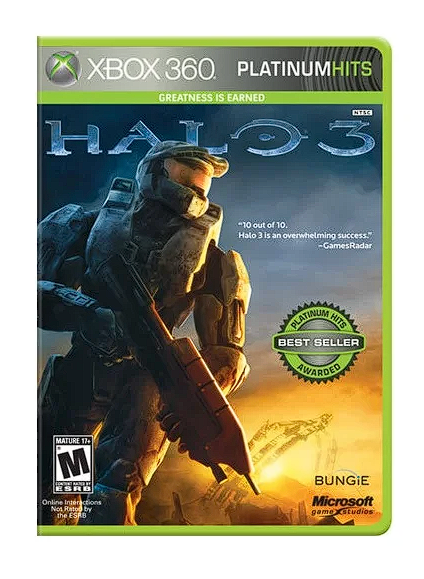 XBOX 360
PLATINUMHITS
GREATNESS IS EARNED
NTSC
HALO 3
"10 out of 10.
Halo 3 is an overwhelming success."
–GamesRadar
PLATINUM HITS
BEST SELLER
AWARDED
MATURE 17+
M
CONTENT RATED BY
ESRB
Online Interactions
Not Rated by
the ESRB
BUNGiE
Microsoft
game studios